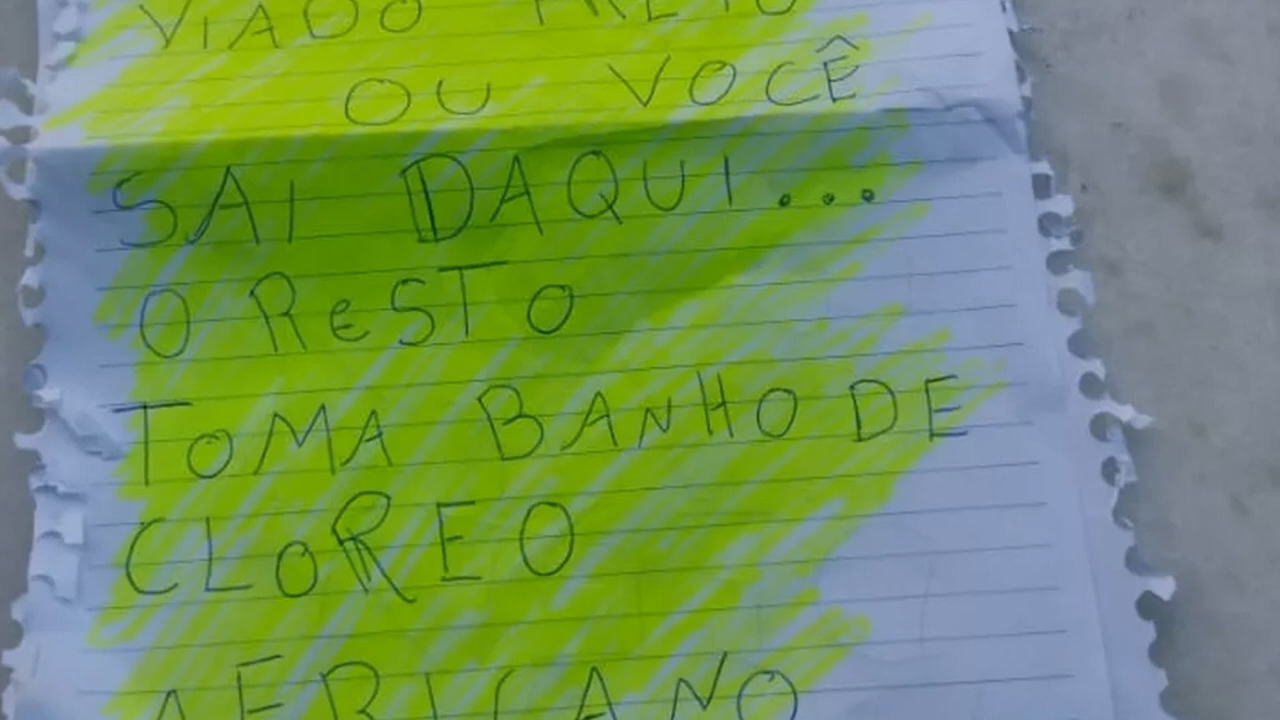 VIADO PRETO
OU VOCÊ
SAI DAQUI...
O ReSTO
TOMA BANHO DE
CLOREO
AFRICANO